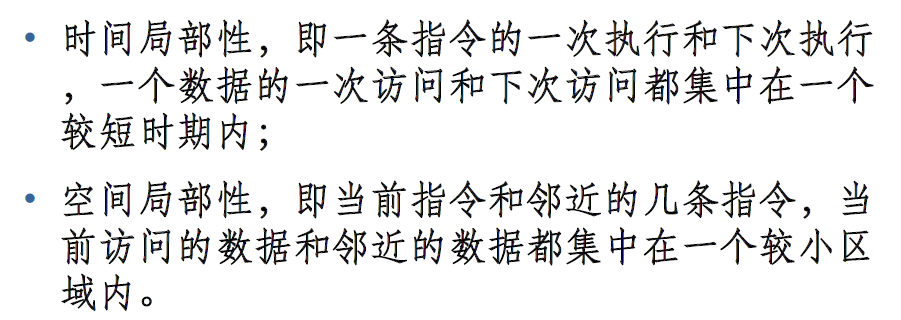 • 时间局部性，即一条指令的一次执行和下次执行
，一个数据的一次访问和下次访问都集中在一个
较短时期内；
• 空间局部性，即当前指令和邻近的几条指令，当
前访问的数据和邻近的数据都集中在一个较小区
域内。